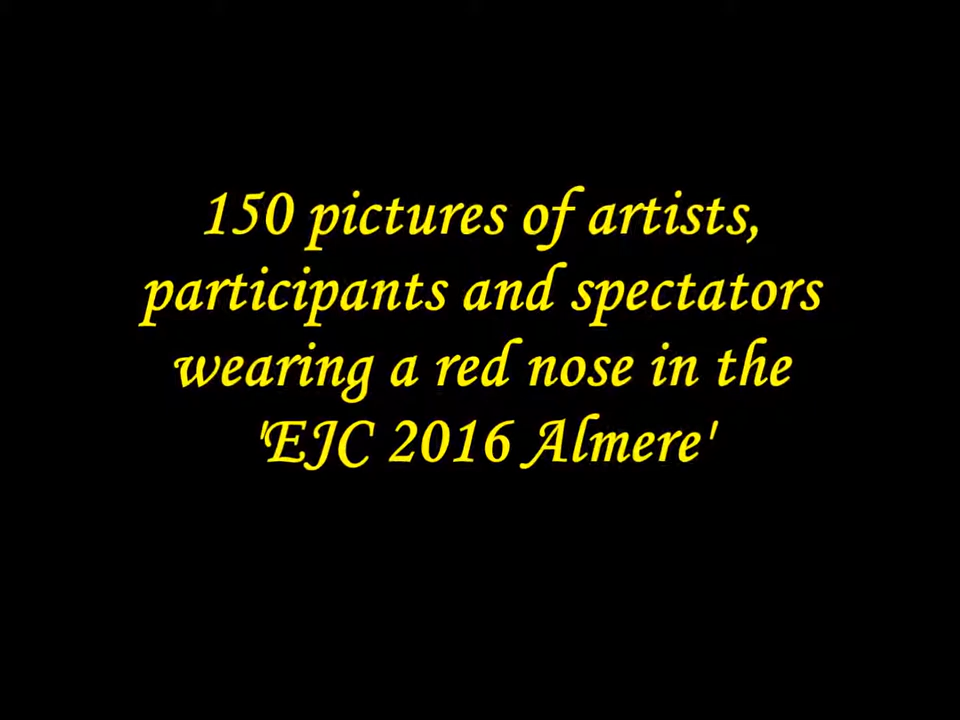 150 pictures of artists,
participants and spectators
wearing a red nose in the
'EJC 2016 Almere'